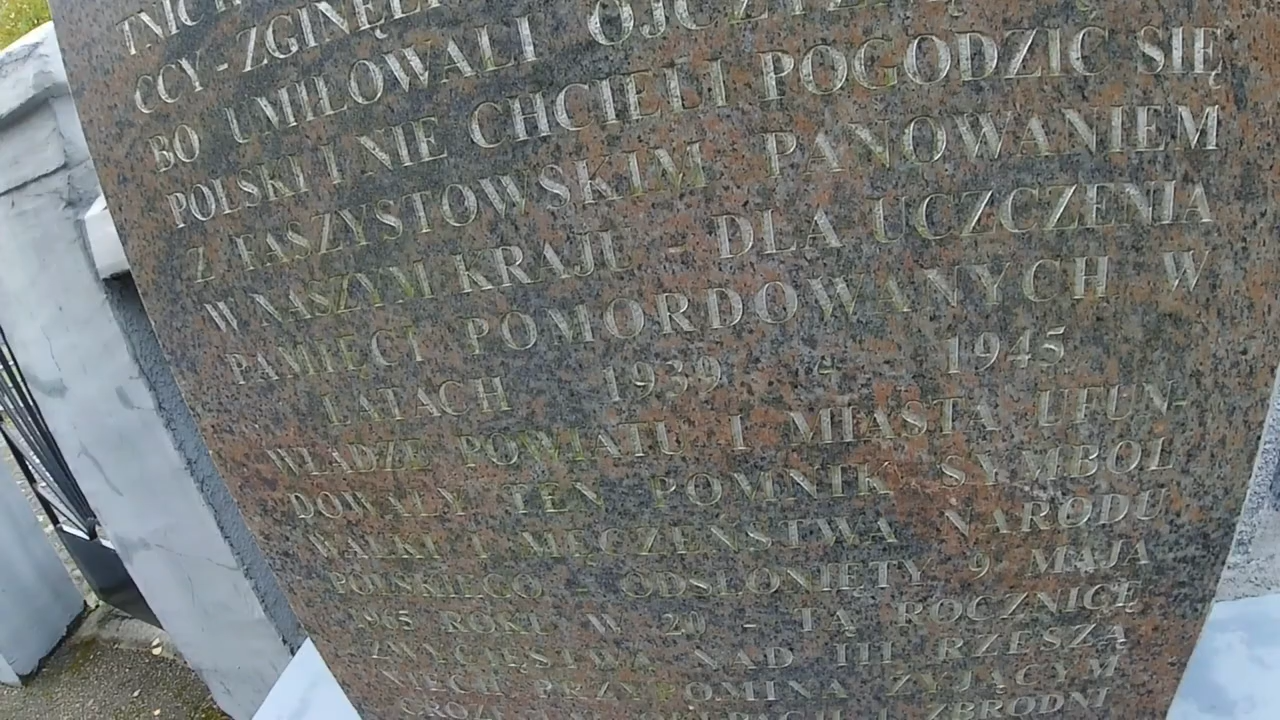 CCY - ZGINĘLI
BO UMIŁOWALI OJCZYZNĘ
POLSKI I NIE CHCIELI POGODZIĆ SIĘ
Z FASZYSTOWSKIM PANOWANIEM
W NASZYM KRAJU - DLA UCZCZENIA
PAMIĘCI POMORDOWANYCH W
LATACH 1939 - 1945
WŁADZE POWIATU I MIASTA UFUN-
DOWAŁY TEN POMNIK SYMBOL
WALKI I MĘCZEŃSTWA NARODU
POLSKIEGO - ODSŁONIĘTY 9 MAJA
1965 ROKU W 20 - TĄ ROCZNICĘ
ZWYCIĘSTWA NAD III RZESZĄ
NIECH PRZYPOMINA ŻYJĄCYM
GROZĘ OKUPACJI I ZBRODNI